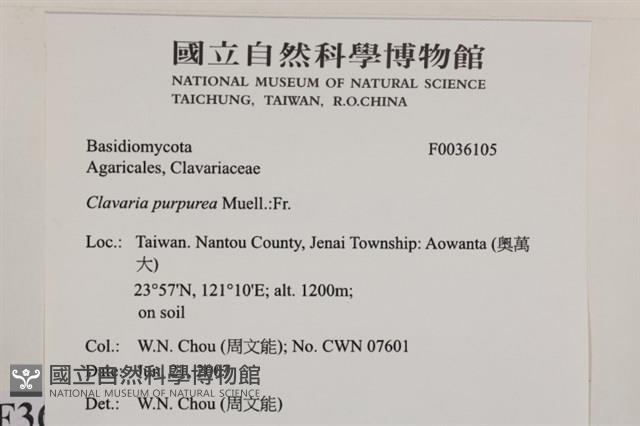 國立自然科學博物館
NATIONAL MUSEUM OF NATURAL SCIENCE
TAICHUNG, TAIWAN, R.O.CHINA
Basidiomycota F0036105
Agaricales, Clavariaceae
Clavaria purpurea Muell.:Fr.
Loc.: Taiwan. Nantou County, Jenai Township: Aowanta (奧萬
大)
23°57'N, 121°10'E; alt. 1200m;
on soil
Col.: W.N. Chou (周文能); No. CWN 07601
Date: Jun.
國立自然科學博物館
NATIONAL MUSEUM OF NATURAL SCIENCE
Det.: W.N. Chou (周文能)